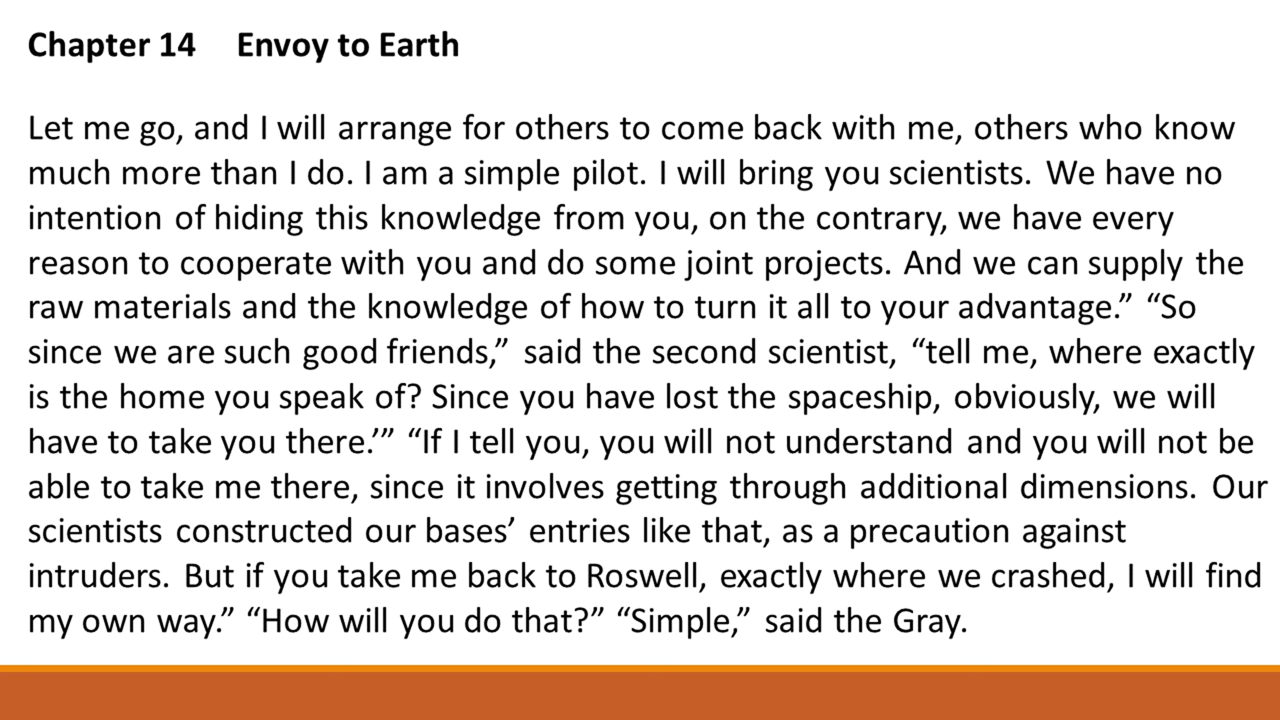 Chapter 14 Envoy to Earth
Let me go, and I will arrange for others to come back with me, others who know
much more than I do. I am a simple pilot. I will bring you scientists. We have no
intention of hiding this knowledge from you, on the contrary, we have every
reason to cooperate with you and do some joint projects. And we can supply the
raw materials and the knowledge of how to turn it all to your advantage.” “So
since we are such good friends,” said the second scientist, “tell me, where exactly
is the home you speak of? Since you have lost the spaceship, obviously, we will
have to take you there.’” “If I tell you, you will not understand and you will not be
able to take me there, since it involves getting through additional dimensions. Our
scientists constructed our bases’ entries like that, as a precaution against
intruders. But if you take me back to Roswell, exactly where we crashed, I will find
my own way.” “How will you do that?” “Simple,” said the Gray.